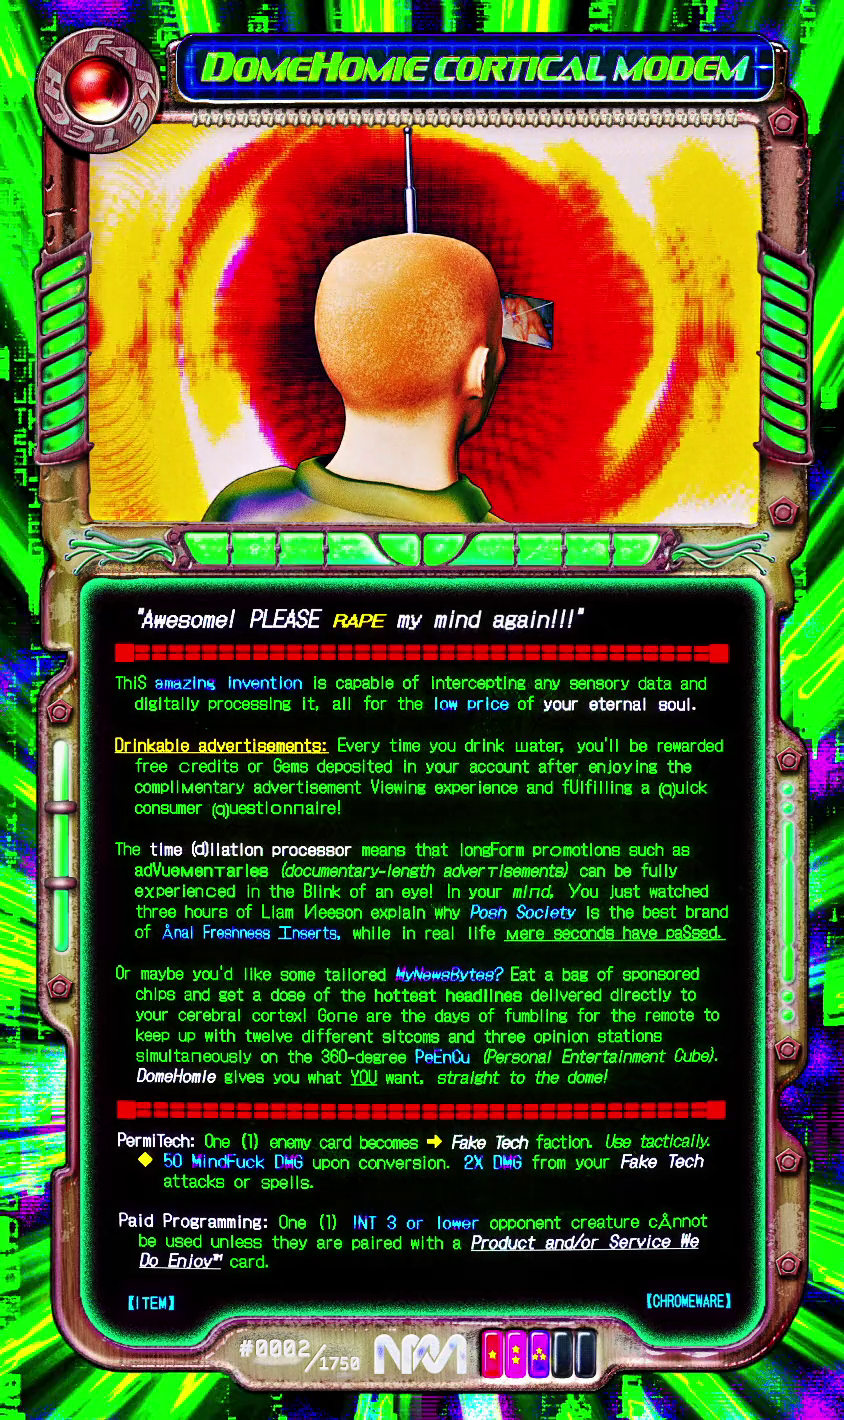 FAKE TECH
DOMEHOMIE CORTICAL MODEM
"Awesome! PLEASE RAPE my mind again!!!"
ThiS amazing invention is capable of intercepting any sensory data and
digitally processing it, all for the low price of your eternal soul.
Drinkable advertisements: Every time you drink water, you'll be rewarded
free credits or Gems deposited in your account after enjoying the
compliMentary advertisement Viewing experience and fUlfilling a (q)uick
consumer (q)uestionnaire!
The time (d)ilation processor means that longForm promotions such as
adVueMenTaries (documentary-length adverTisements) can be fully
experienced in the Blink of an eye! In your mind, You just watched
three hours of Liam Neeson explain why Posh Society is the best brand
of Ånal Freshness Inserts, while in real life Mere seconds have paSsed.
Or maybe you'd like some tailored MyNewsBytes? Eat a bag of sponsored
chips and get a dose of the hottest headlines delivered directly to
your cerebral cortex! Gone are the days of fumbling for the remote to
keep up with twelve different sitcoms and three opinion stations
simultaneously on the 360-degree PeEnCu (Personal Entertainment Cube).
DomeHomie gives you what YOU want, straight to the dome!
PermiTech: One (1) enemy card becomes ➔ Fake Tech faction. Use tactically.
◆ 50 MindFuck DMG upon conversion. 2X DMG from your Fake Tech
attacks or spells.
Paid Programming: One (1) INT 3 or lower opponent creature cÅnnot
be used unless they are paired with a Product and/or Service We
Do Enjoy™ card.
【ITEM】 【CHROMEWARE】
#0002/1750 NPM